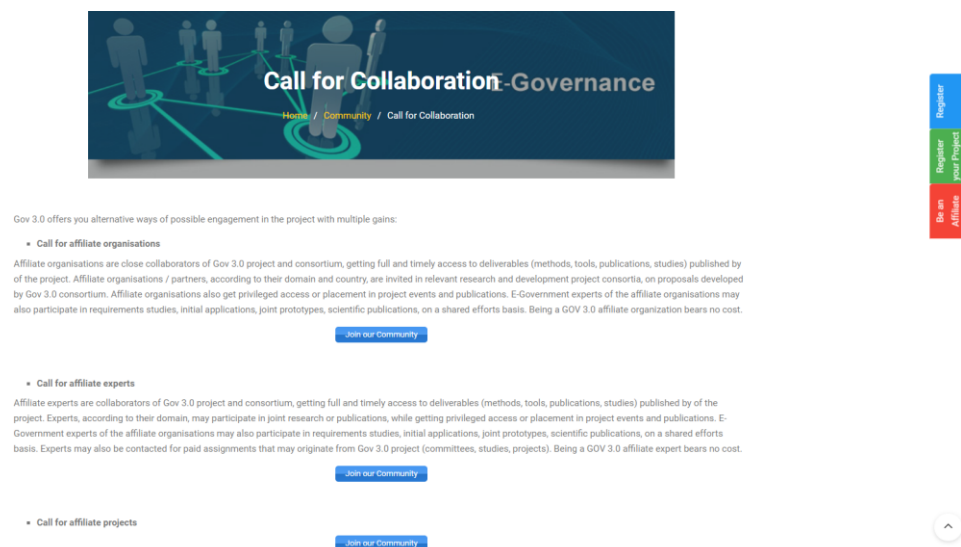 Call for Collaboration
E-Governance
Home / Community / Call for Collaboration
Register
Register your Project
Be an Affiliate
Gov 3.0 offers you alternative ways of possible engagement in the project with multiple gains:
Call for affiliate organisations
Affiliate organisations are close collaborators of Gov 3.0 project and consortium, getting full and timely access to deliverables (methods, tools, publications, studies) published by
of the project. Affiliate organisations / partners, according to their domain and country, are invited in relevant research and development project consortia, on proposals developed
by Gov 3.0 consortium. Affiliate organisations also get privileged access or placement in project events and publications. E-Government experts of the affiliate organisations may
also participate in requirements studies, initial applications, joint prototypes, scientific publications, on a shared efforts basis. Being a GOV 3.0 affiliate organization bears no cost.
Join our Community
Call for affiliate experts
Affiliate experts are collaborators of Gov 3.0 project and consortium, getting full and timely access to deliverables (methods, tools, publications, studies) published by of the
project. Experts, according to their domain, may participate in joint research or publications, while getting privileged access or placement in project events and publications. E-
Government experts of the affiliate organisations may also participate in requirements studies, initial applications, joint prototypes, scientific publications, on a shared efforts
basis. Experts may also be contacted for paid assignments that may originate from Gov 3.0 project (committees, studies, projects). Being a GOV 3.0 affiliate expert bears no cost.
Join our Community
Call for affiliate projects
Join our Community